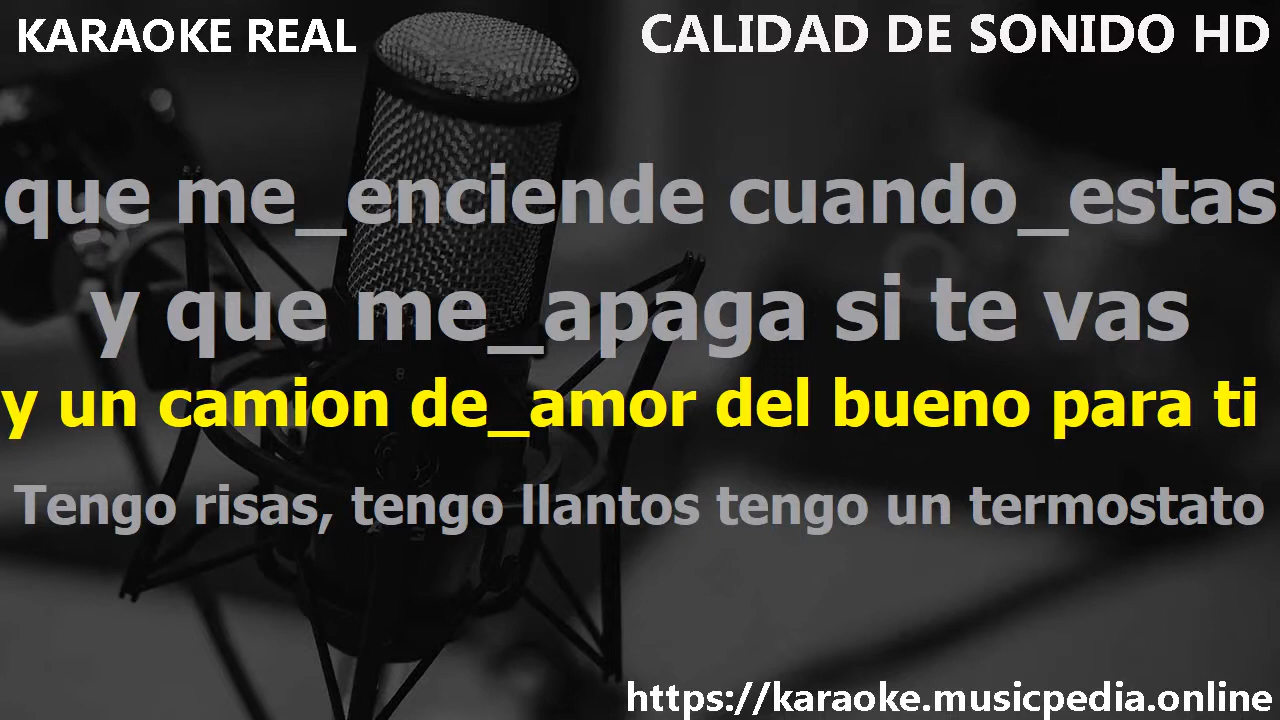 KARAOKE REAL
CALIDAD DE SONIDO HD
que me_enciende cuando_estas
y que me_apaga si te vas
y un camion de_amor del bueno para ti
Tengo risas, tengo llantos tengo un termostato
https://karaoke.musicpedia.online